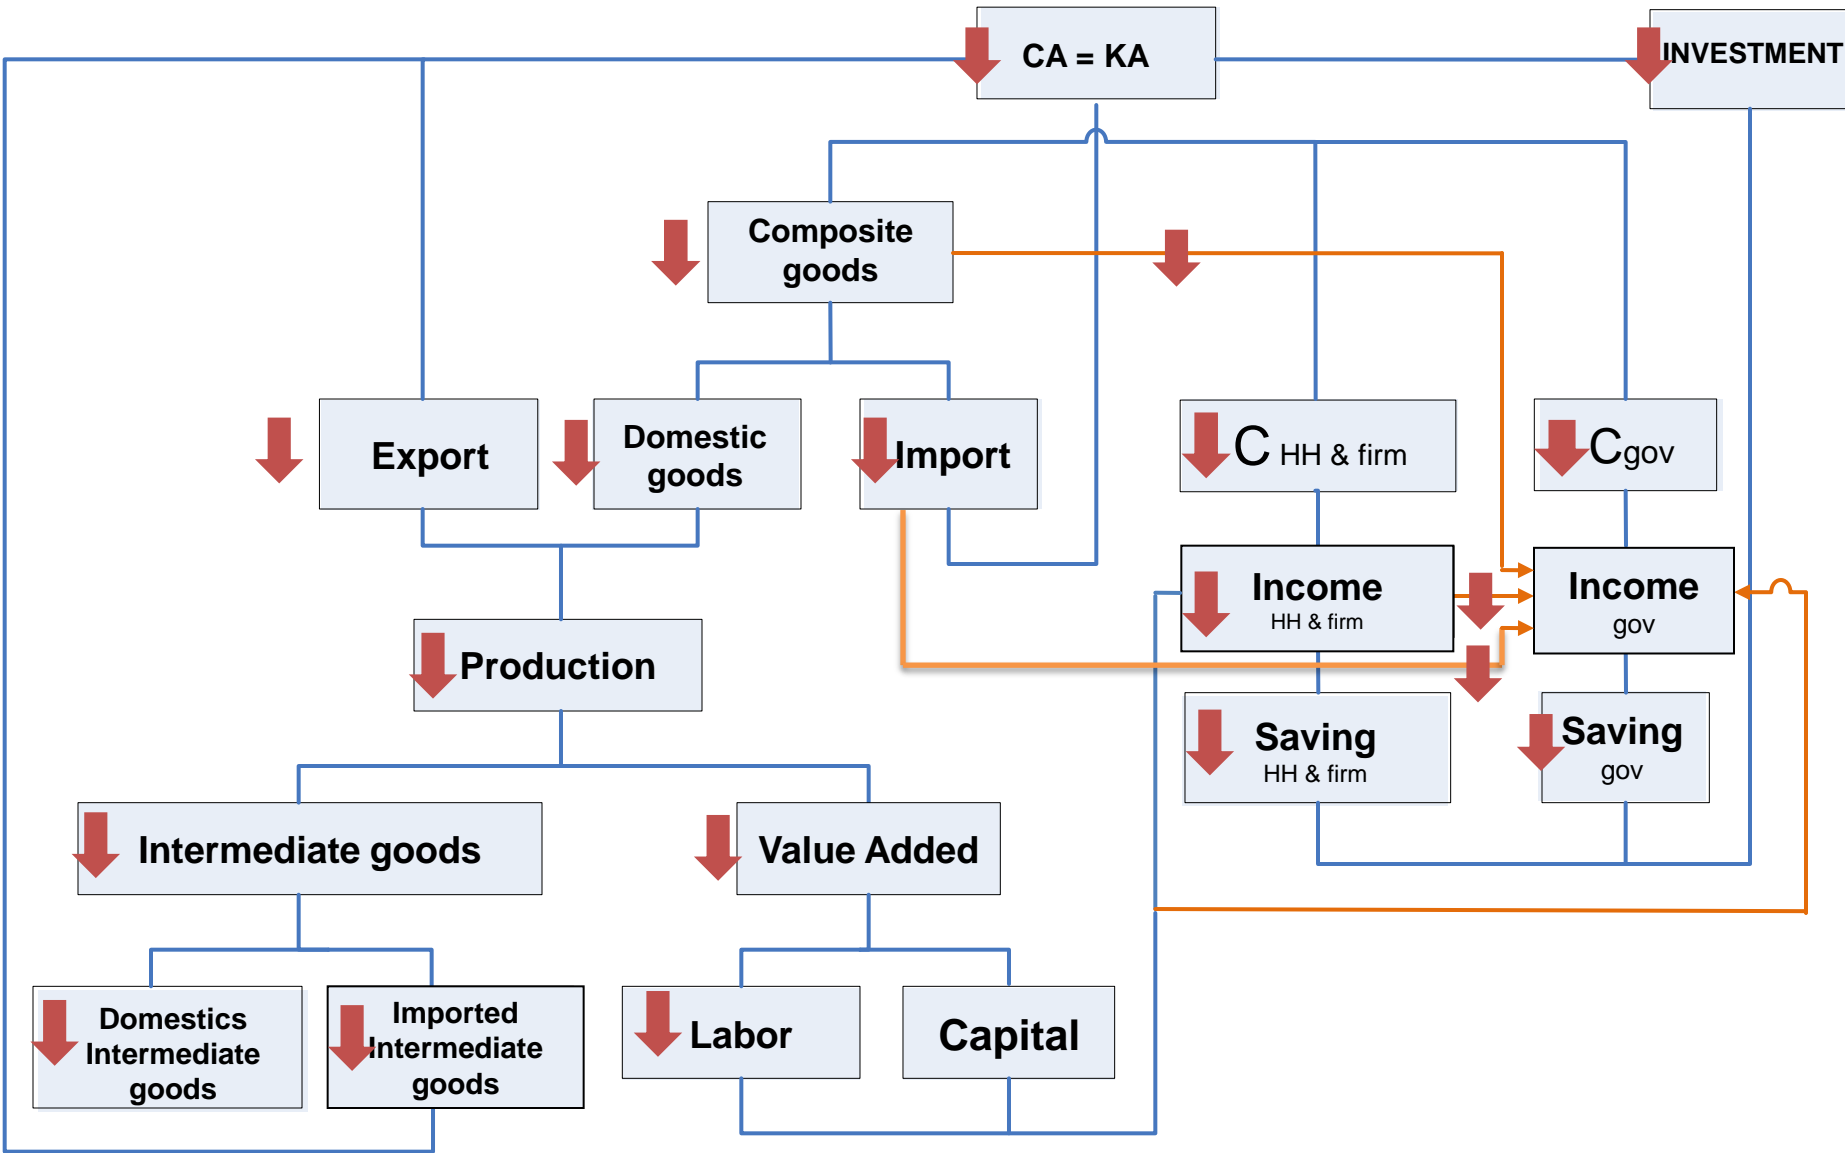 CA = KA
INVESTMENT
Composite
goods
Export
Domestic
goods
Import
C HH & firm
Cgov
Income
HH & firm
Income
gov
Production
Saving
HH & firm
Saving
gov
Intermediate goods
Value Added
Domestics
Intermediate
goods
Imported
Intermediate
goods
Labor
Capital